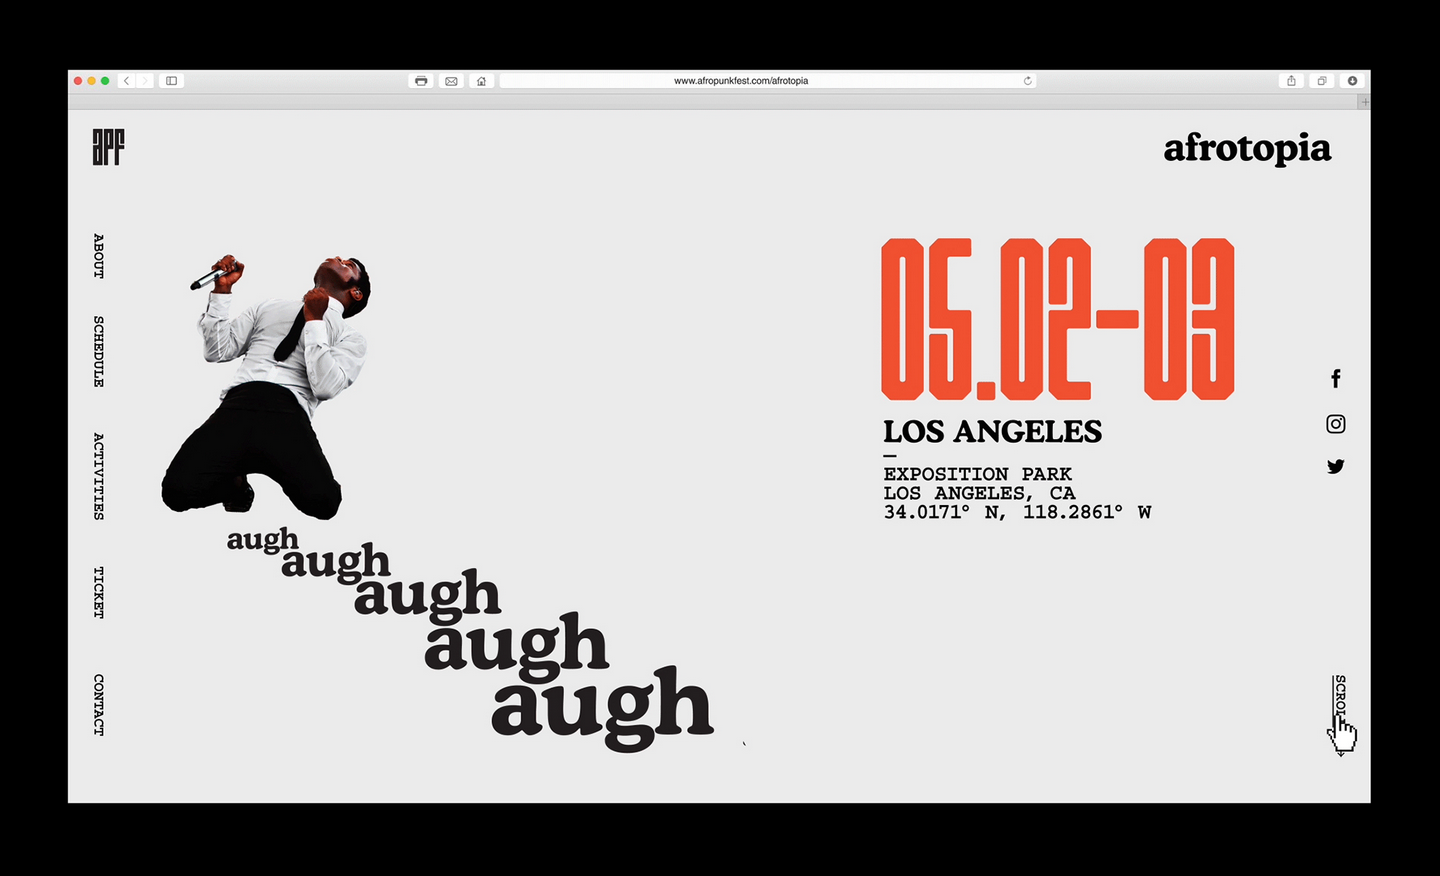 www.afropunkfest.com/afrotopia
apf
afrotopia
ABOUT
SCHEDULE
ACTIVITIES
TICKET
CONTACT
augh
augh
augh
augh
augh
05.02-03
LOS ANGELES
EXPOSITION PARK
LOS ANGELES, CA
34.0171° N, 118.2861° W
SCROLL